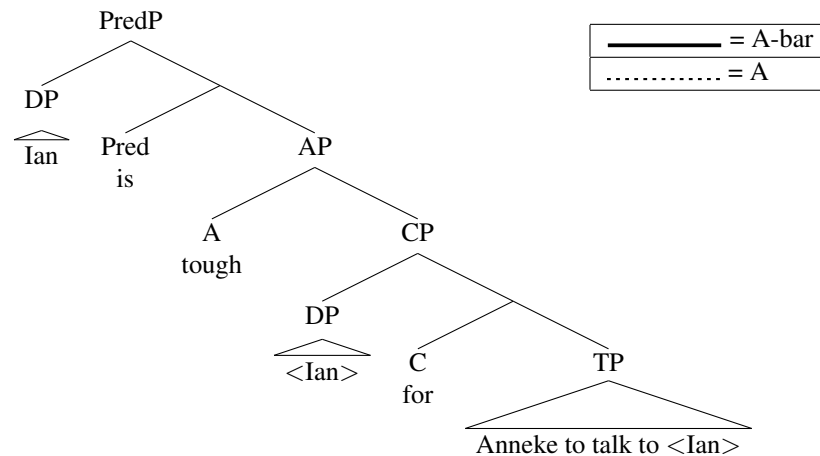 PredP
= A-bar
= A
DP
Ian
Pred
is
AP
A
tough
CP
DP
<Ian>
C
for
TP
Anneke to talk to <Ian>